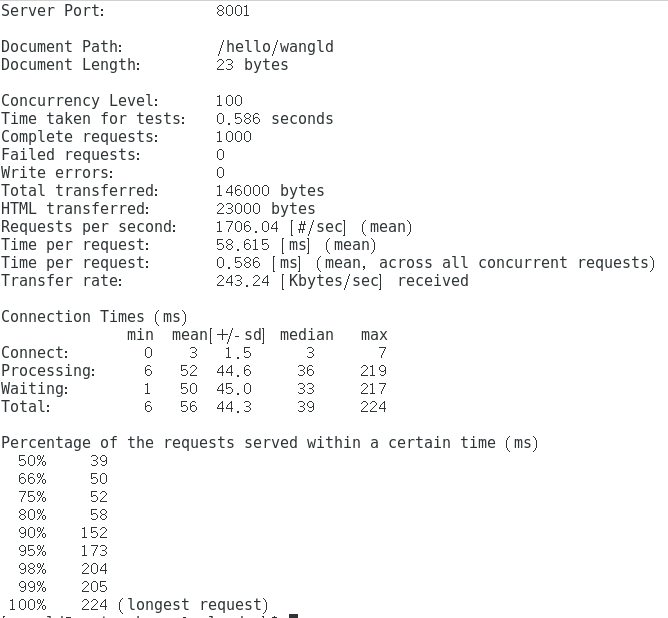 Server Port:            8001
Document Path:          /hello/wangld
Document Length:        23 bytes
Concurrency Level:      100
Time taken for tests:   0.586 seconds
Complete requests:      1000
Failed requests:        0
Write errors:           0
Total transferred:      146000 bytes
HTML transferred:       23000 bytes
Requests per second:    1706.04 [#/sec] (mean)
Time per request:       58.615 [ms] (mean)
Time per request:       0.586 [ms] (mean, across all concurrent requests)
Transfer rate:          243.24 [Kbytes/sec] received
Connection Times (ms)
              min  mean[+/-sd] median   max
Connect:        0    3   1.5      3       7
Processing:     6   52  44.6     36     219
Waiting:        1   50  45.0     33     217
Total:          6   56  44.3     39     224
Percentage of the requests served within a certain time (ms)
  50%     39
  66%     50
  75%     52
  80%     58
  90%    152
  95%    173
  98%    204
  99%    205
 100%    224 (longest request)